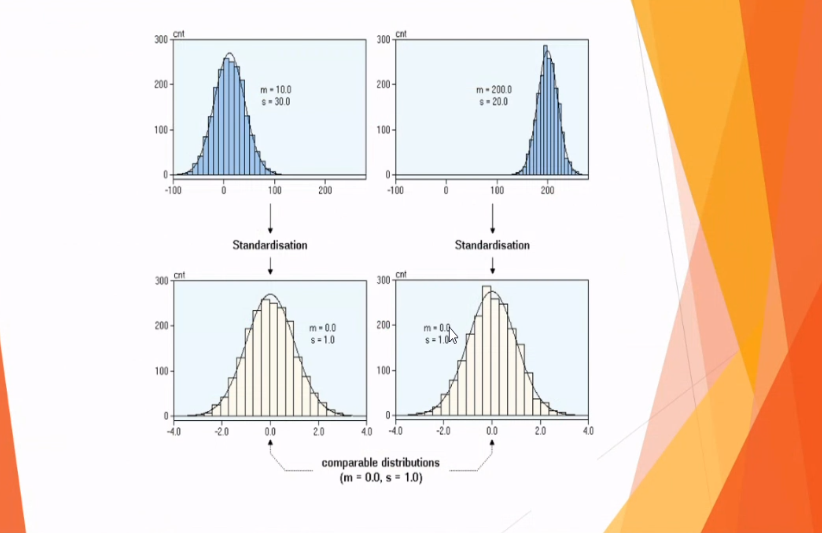 cnt
300
200
100
0
m = 10.0
s = 30.0
-100 0 100 200
cnt
300
200
100
0
m = 200.0
s = 20.0
-100 0 100 200
Standardisation
Standardisation
cnt
300
200
100
0
m = 0.0
s = 1.0
-4.0 -2.0 0.0 2.0 4.0
cnt
300
200
100
0
m = 0.0
s = 1.0
-4.0 -2.0 0.0 2.0 4.0
comparable distributions
(m = 0.0, s = 1.0)